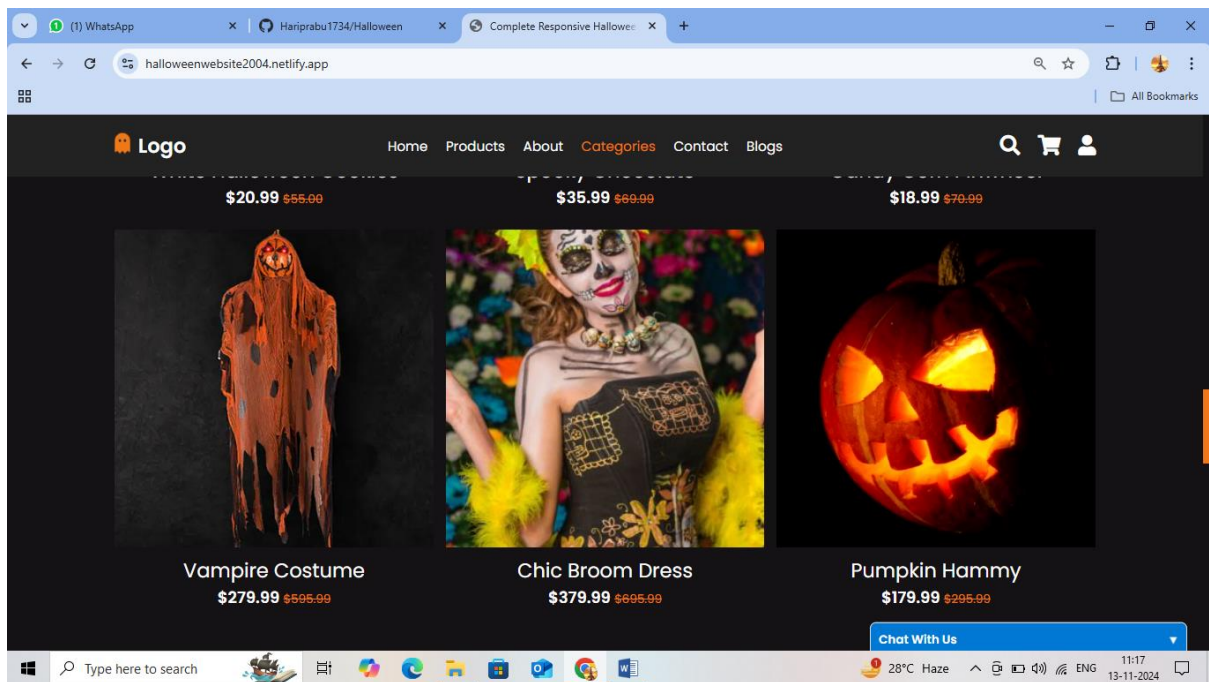 (1) WhatsApp
Hariprabu1734/Halloween
Complete Responsive Hallowee
halloweenwebsite2004.netlify.app
All Bookmarks
Logo
Home Products About Categories Contact Blogs
$20.99 $55.00
$35.99 $69.99
$18.99 $70.99
Vampire Costume
$279.99 $595.99
Chic Broom Dress
$379.99 $695.99
Pumpkin Hammy
$179.99 $295.99
Chat With Us
Type here to search
28°C Haze
ENG
11:17
13-11-2024